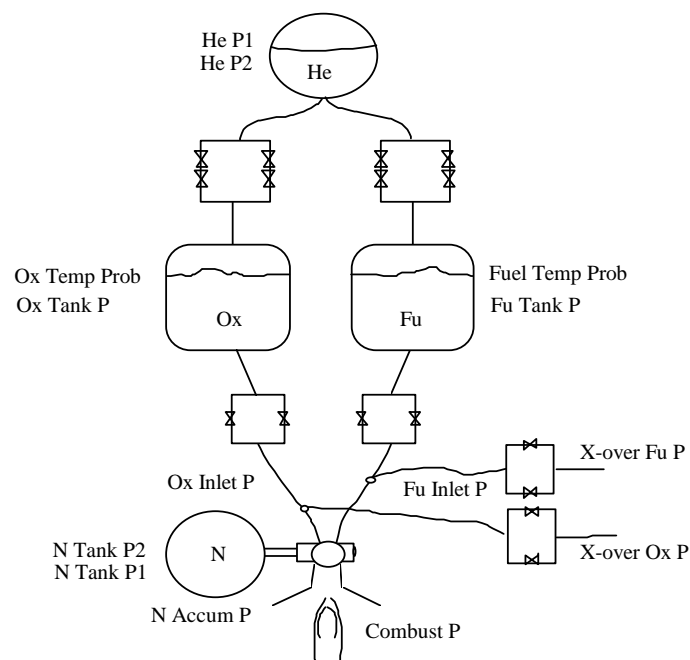 He P1
He P2
He
Ox Temp Prob
Ox Tank P
Ox
Fuel Temp Prob
Fu Tank P
Fu
X-over Fu P
Ox Inlet P
Fu Inlet P
X-over Ox P
N Tank P2
N Tank P1
N
N Accum P
Combust P